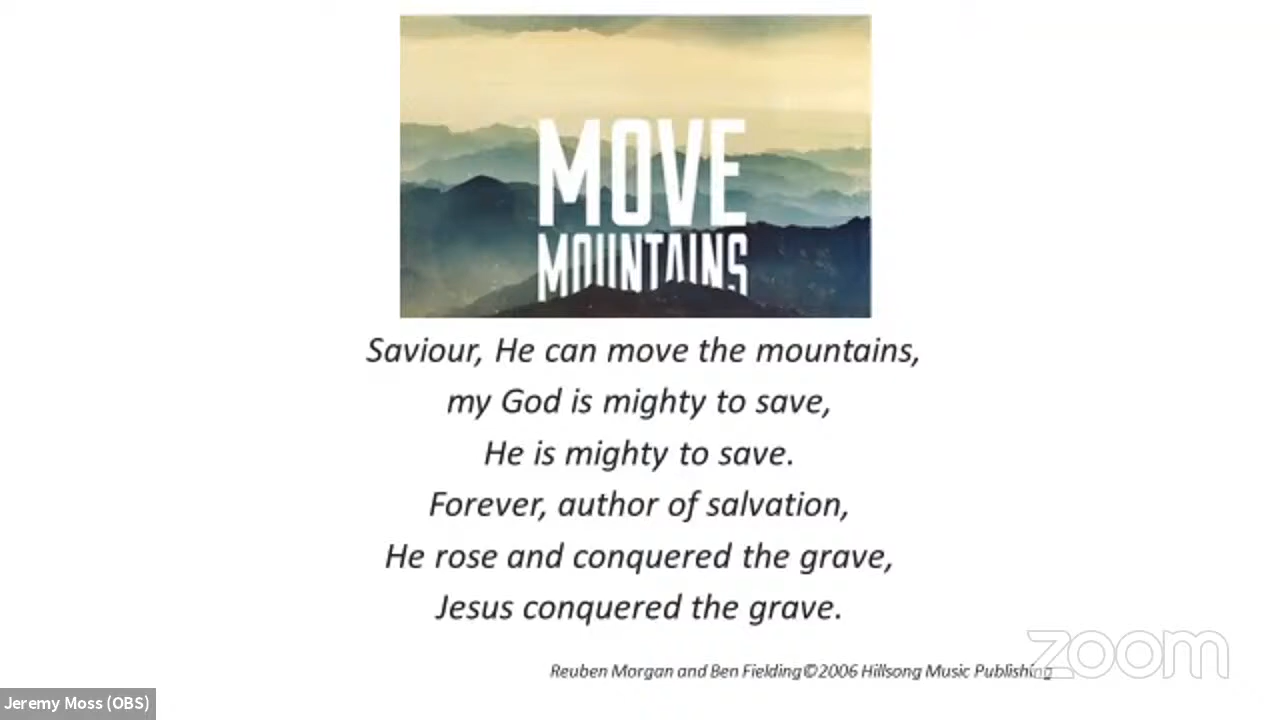 MOVE
MOUNTAINS
Saviour, He can move the mountains,
my God is mighty to save,
He is mighty to save.
Forever, author of salvation,
He rose and conquered the grave,
Jesus conquered the grave.
Reuben Morgan and Ben Fielding©2006 Hillsong Music Publishing
zoom
Jeremy Moss (OBS)